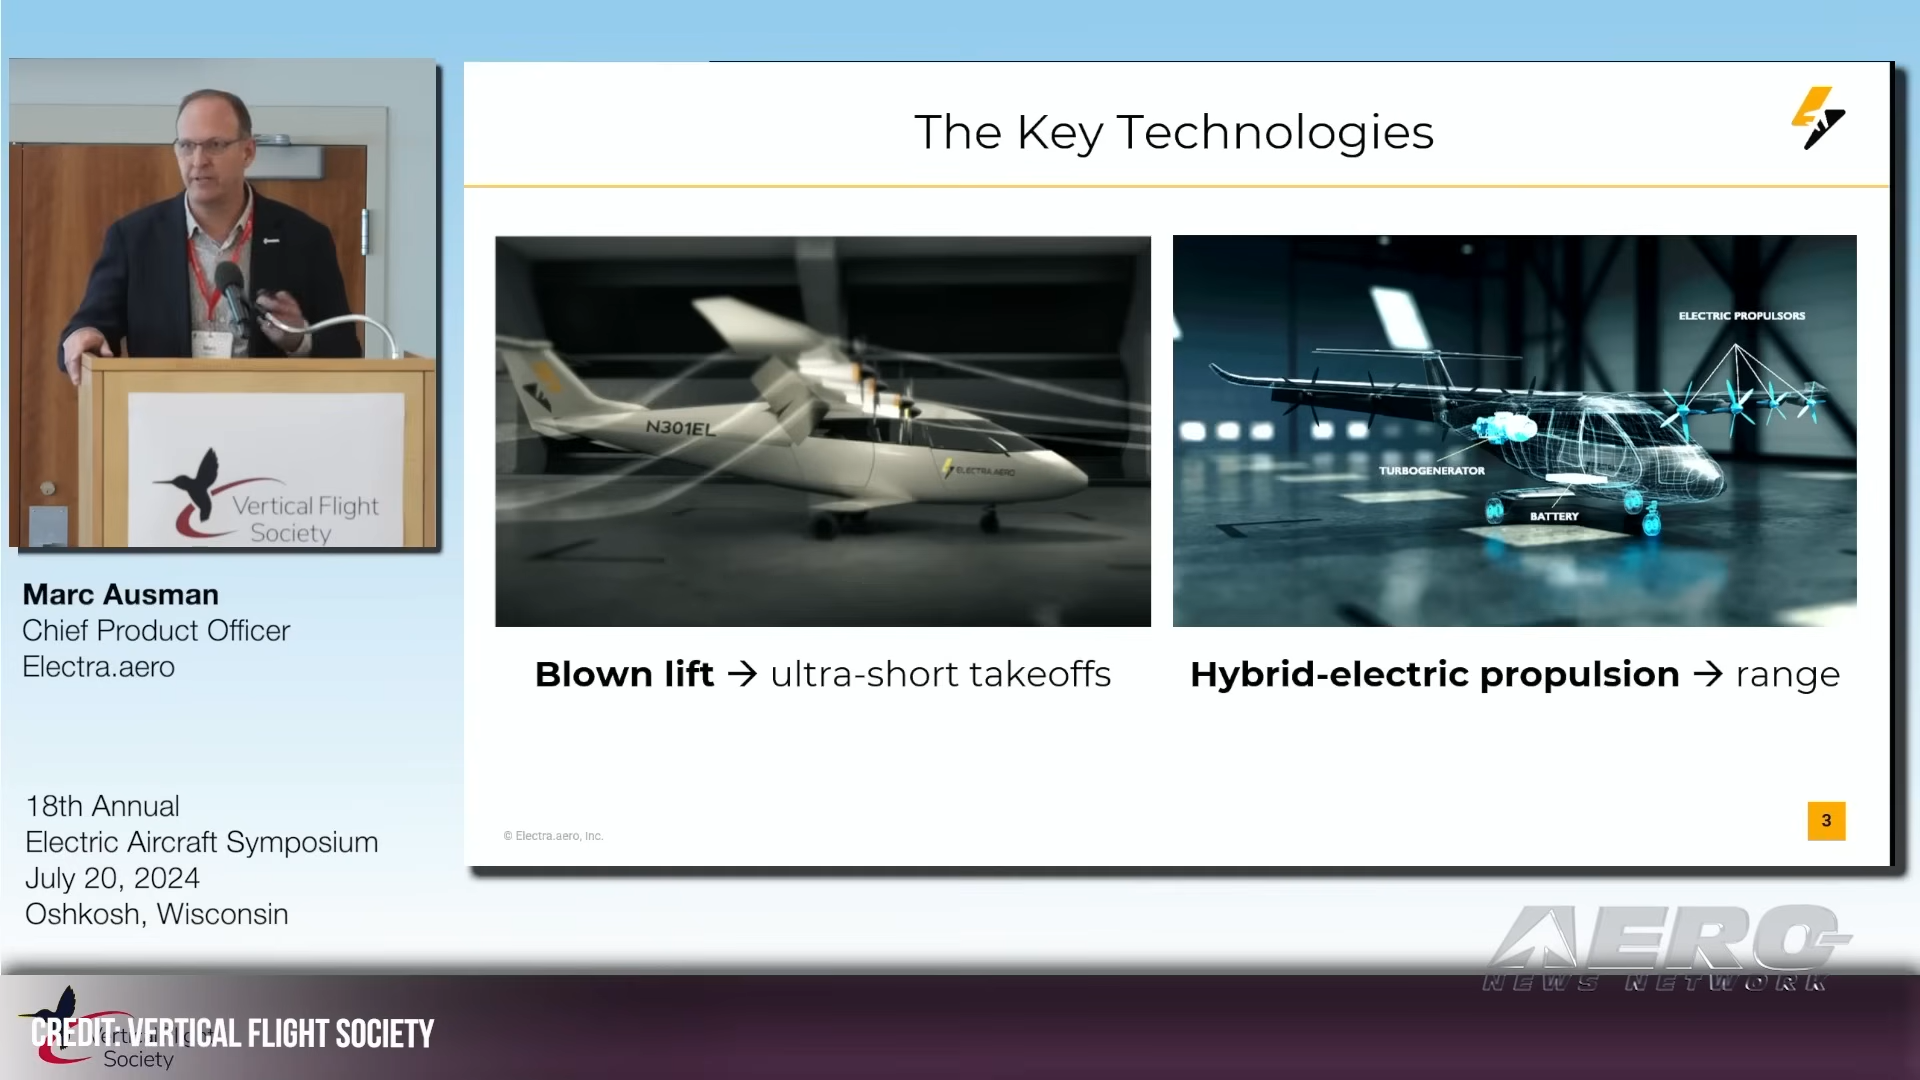 The Key Technologies
N301EL
ELECTRA.AERO
ELECTRIC PROPULSORS
TURBOGENERATOR
BATTERY
Blown lift → ultra-short takeoffs
Hybrid-electric propulsion → range
© Electra.aero, Inc.
3
Vertical Flight
Society
Marc Ausman
Chief Product Officer
Electra.aero
18th Annual
Electric Aircraft Symposium
July 20, 2024
Oshkosh, Wisconsin
AERO
NEWS NETWORK
CREDIT: VERTICAL FLIGHT SOCIETY
Society